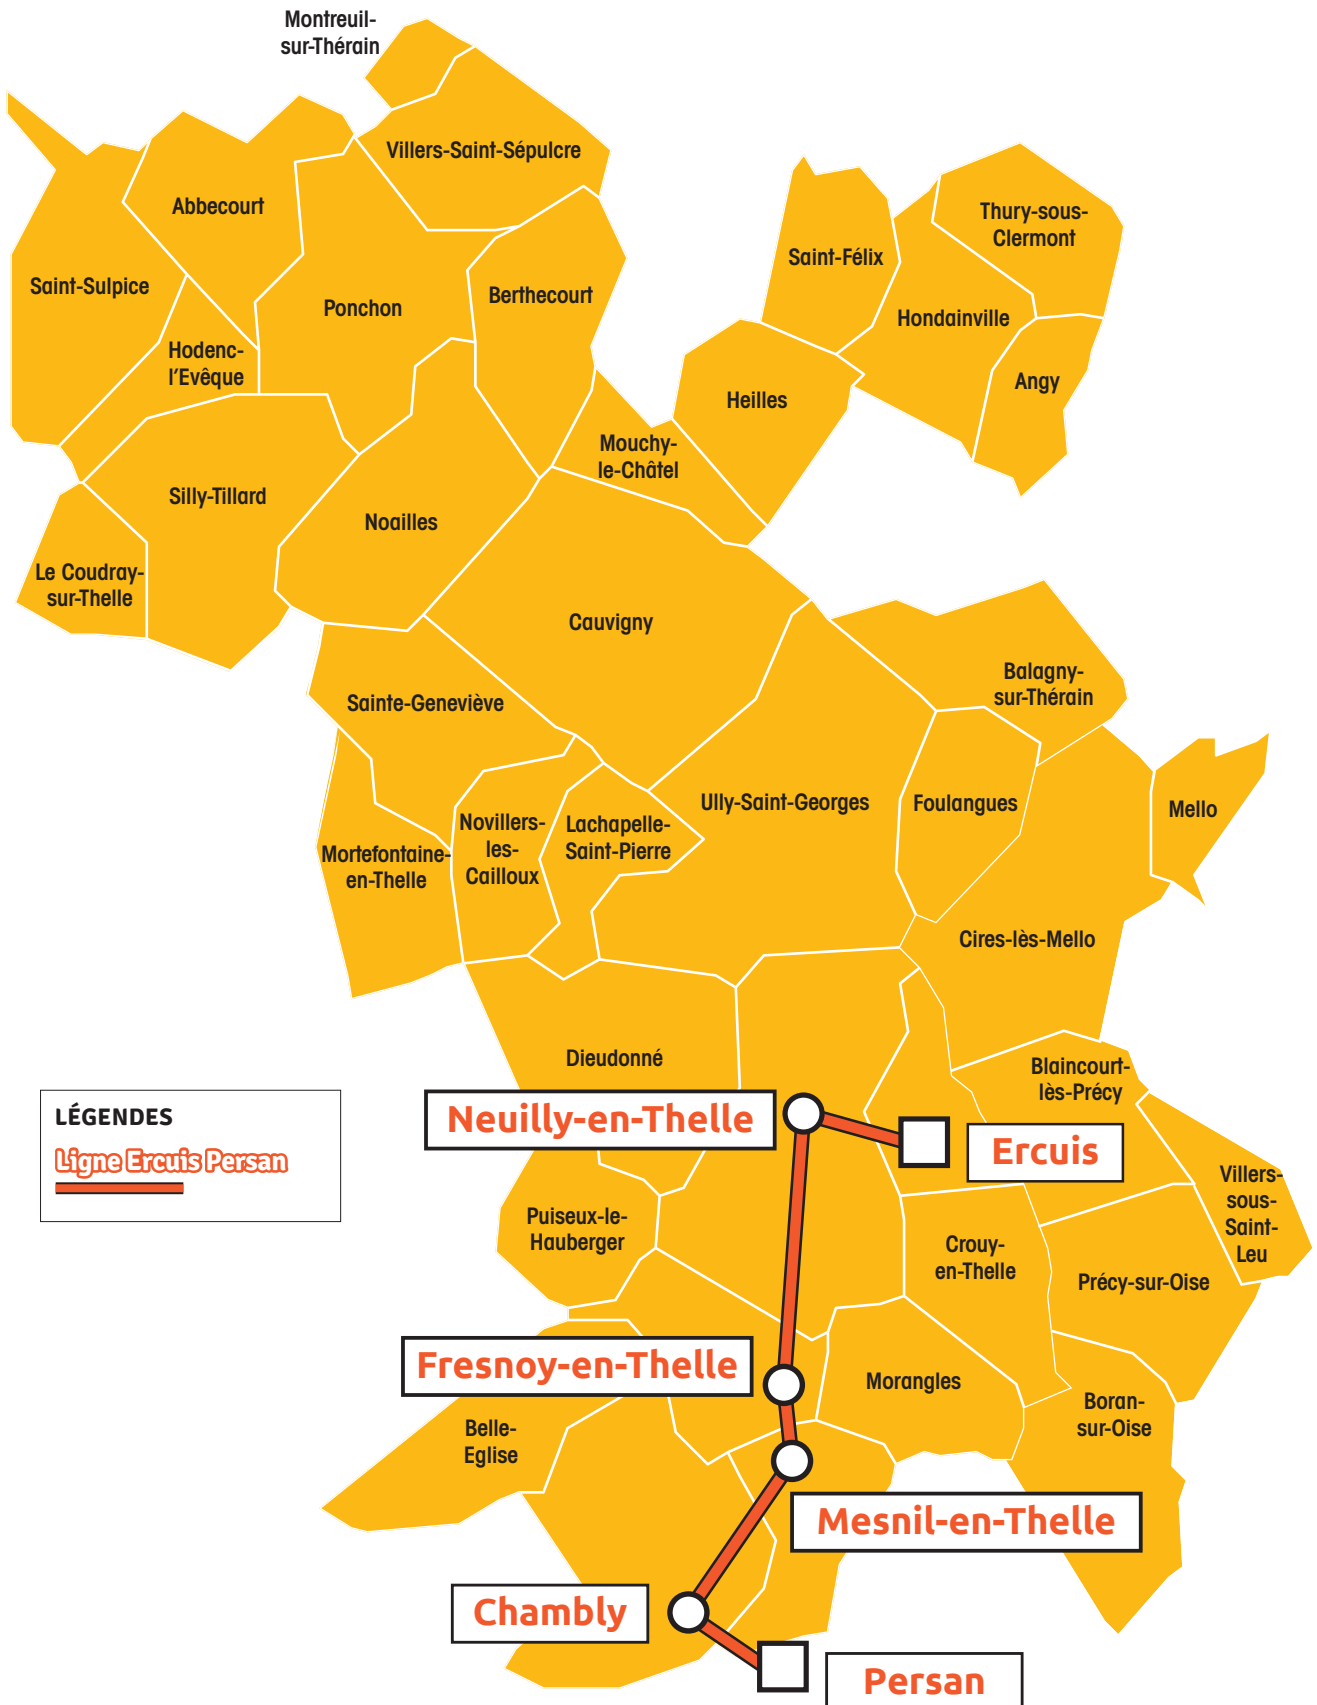 Montreuil-
sur-Thérain
Villers-Saint-Sépulcre
Abbecourt
Thury-sous-
Clermont
Saint-Félix
Saint-Sulpice
Ponchon
Berthecourt
Hondainville
Hodenc-
l'Evêque
Angy
Heilles
Mouchy-
le-Châtel
Silly-Tillard
Noailles
Le Coudray-
sur-Thelle
Cauvigny
Balagny-
sur-Thérain
Sainte-Geneviève
Ully-Saint-Georges
Foulangues
Mello
Novillers-
les-
Cailloux
Lachapelle-
Saint-Pierre
Mortefontaine-
en-Thelle
Cires-lès-Mello
Dieudonné
Blaincourt-
lès-Précy
LÉGENDES
Ligne Ercuis Persan
Neuilly-en-Thelle
Ercuis
Villers-
sous-
Saint-
Leu
Puiseux-le-
Hauberger
Crouy-
en-Thelle
Précy-sur-Oise
Fresnoy-en-Thelle
Morangles
Boran-
sur-Oise
Belle-
Eglise
Mesnil-en-Thelle
Chambly
Persan